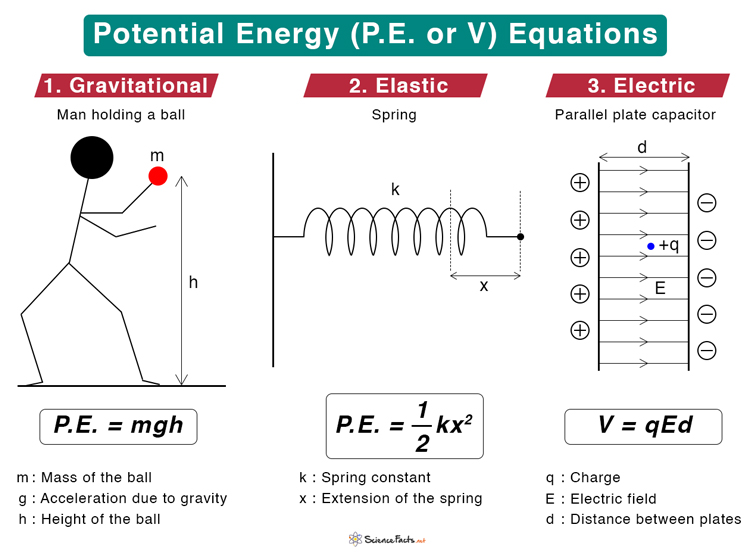 Potential Energy (P.E. or V) Equations
1. Gravitational
Man holding a ball
m
h
P.E. = mgh
m : Mass of the ball
g : Acceleration due to gravity
h : Height of the ball
2. Elastic
Spring
k
x
P.E. = 1/2 kx²
k : Spring constant
x : Extension of the spring
3. Electric
Parallel plate capacitor
d
+ − + − + − + − + −
+q
E
V = qEd
q : Charge
E : Electric field
d : Distance between plates
ScienceFacts.net